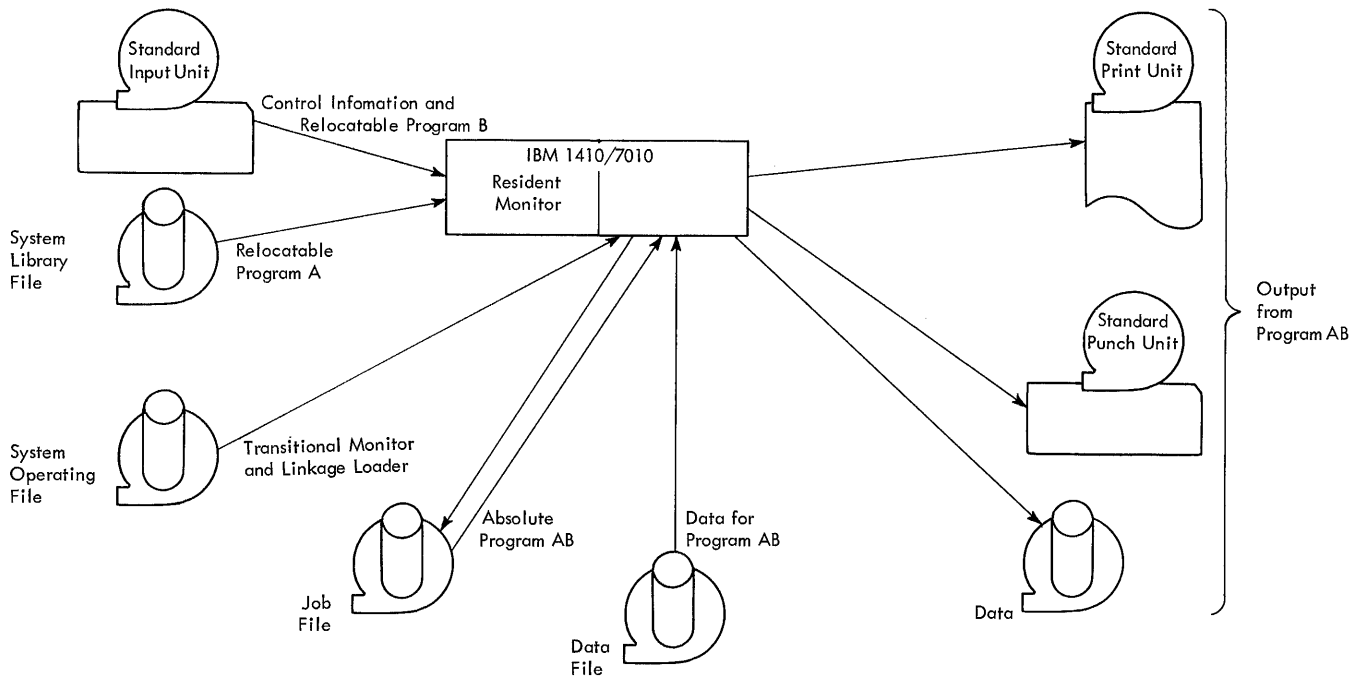 Standard
Input Unit
Control Infomation and
Relocatable Program B
IBM 1410/7010
Resident
Monitor
Standard
Print Unit
System
Library
File
Relocatable
Program A
Output
from
Program AB
Standard
Punch Unit
System
Operating
File
Transitional Monitor
and Linkage Loader
Absolute
Program AB
Data for
Program AB
Job
File
Data
File
Data